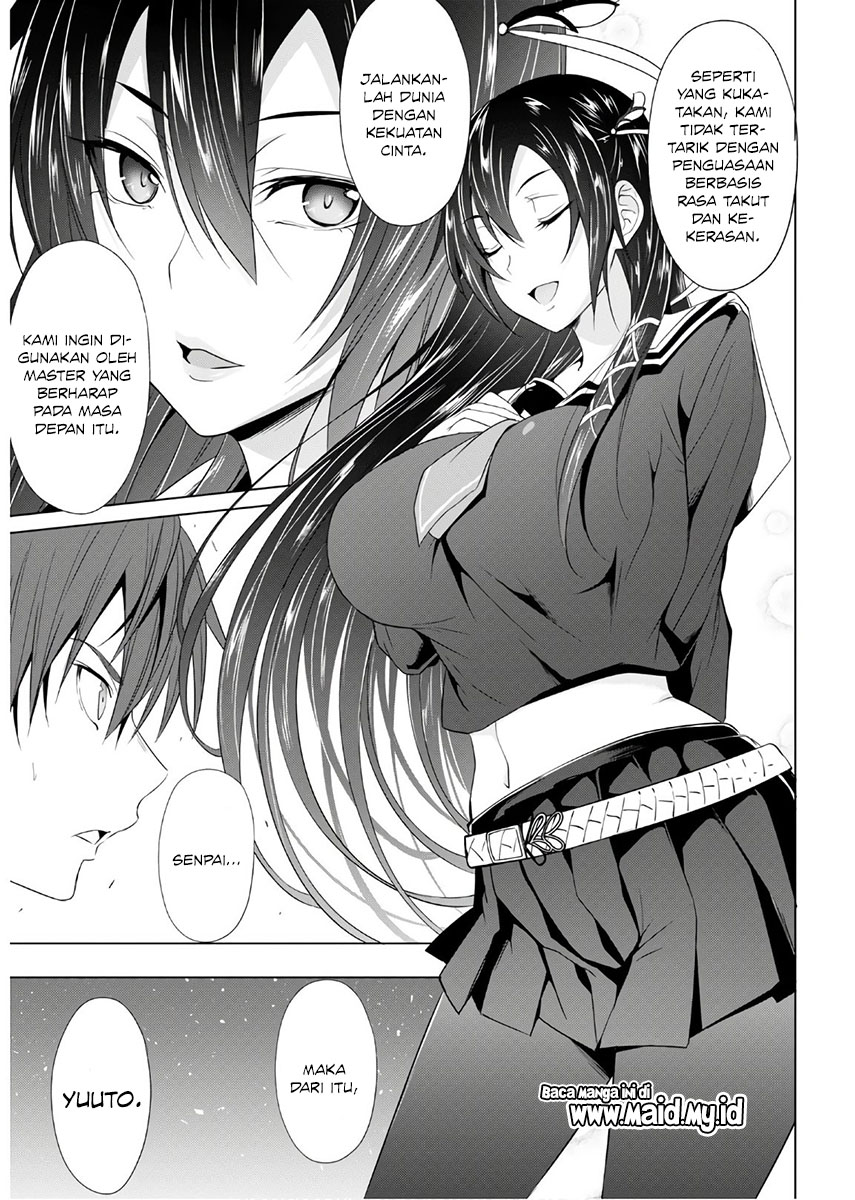 SEPERTI
YANG KUKA-
TAKAN, KAMI
TIDAK TER-
TARIK DENGAN
PENGUASAAN
BERBASIS
RASA TAKUT
DAN KE-
KERASAN.
JALANKAN-
LAH DUNIA
DENGAN
KEKUATAN
CINTA.
KAMI INGIN DI-
GUNAKAN OLEH
MASTER YANG
BERHARAP
PADA MASA
DEPAN ITU.
SENPAI...
MAKA
DARI ITU,
YUUTO.
Baca Manga ini di
www.Maid.My.id